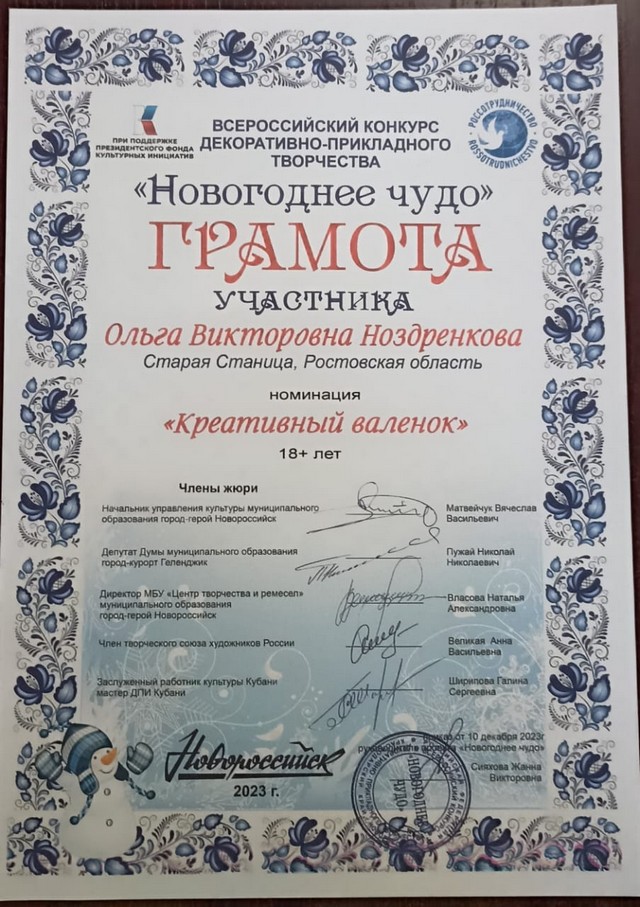 ПРИ ПОДДЕРЖКЕ
ПРЕЗИДЕНТСКОГО ФОНДА
КУЛЬТУРНЫХ ИНИЦИАТИВ
ВСЕРОССИЙСКИЙ КОНКУРС
ДЕКОРАТИВНО-ПРИКЛАДНОГО
ТВОРЧЕСТВА
РОССОТРУДНИЧЕСТВО
ROSSOTRUDNICHESTVO
«Новогоднее чудо»
ГРАМОТА
УЧАСТНИКА
Ольга Викторовна Ноздренкова
Старая Станица, Ростовская область
номинация
«Креативный валенок»
18+ лет
Члены жюри
Начальник управления культуры муниципального
образования город-герой Новороссийск
Матвейчук Вячеслав
Васильевич
Депутат Думы муниципального образования
город-курорт Геленджик
Пужай Николай
Николаевич
Директор МБУ «Центр творчества и ремесел»
муниципального образования
город-герой Новороссийск
Власова Наталья
Александровна
Член творческого союза художников России
Великая Анна
Васильевна
Заслуженный работник культуры Кубани
мастер ДПИ Кубани
Ширяпова Галина
Сергеевна
Новороссийск
2023 г.
от 10 декабря 2023г
«Новогоднее чудо»
Сияхова Жанна
Викторовна
НОВОГОДНЕЕ
ЧУДО